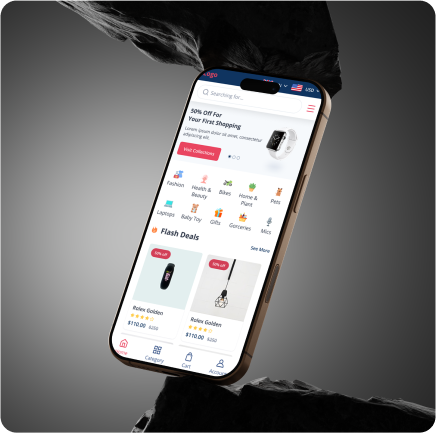 Logo
USD
Searching for...
50% Off For
Your First Shopping
Lorem ipsum dolor sit amet, consectetur
adipiscing elit
Visit Collections
Fashion
Health &
Beauty
Bikes
Home &
Plant
Pets
Laptops
Baby Toy
Gifts
Gorceries
Mics
Flash Deals
See More
50% off
50% off
Rolex Golden
$110.00 $250
Rolex Golden
$110.00 $250
Home
Category
Cart
Account